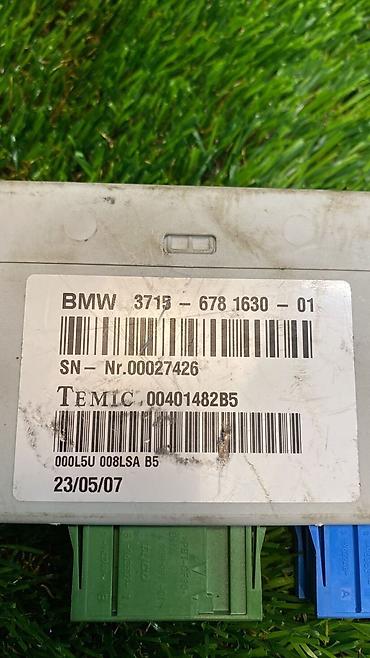 BMW 3715 - 678 1630 - 01
SN- Nr.00027426
TEMIC 00401482B5
000L5U 008LSA B5
23/05/07